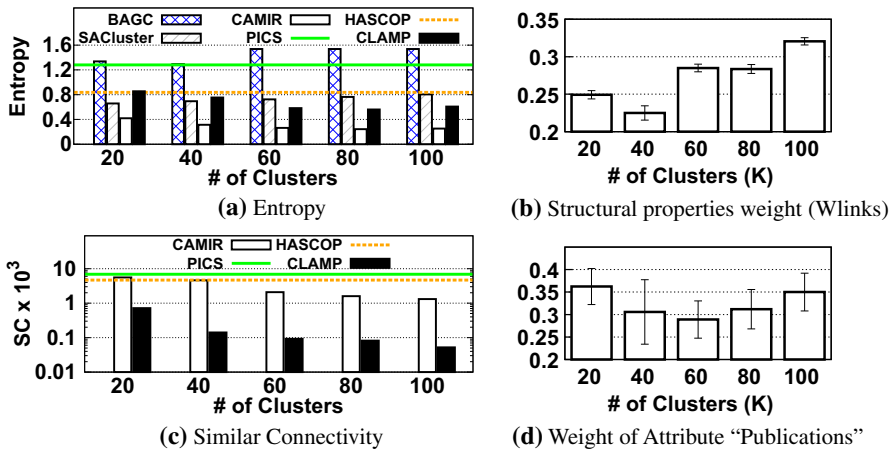 BAGC CAMIR HASCOP
SACluster PICS CLAMP
Entropy
1.6
1.2
0.8
0.4
0
20 40 60 80 100
# of Clusters
(a) Entropy
0.35
0.3
0.25
0.2
20 40 60 80 100
# of Clusters (K)
(b) Structural properties weight (Wlinks)
CAMIR HASCOP
PICS CLAMP
SC x 10³
10
1
0.1
0.01
20 40 60 80 100
# of Clusters
(c) Similar Connectivity
0.4
0.35
0.3
0.25
0.2
20 40 60 80 100
# of Clusters (K)
(d) Weight of Attribute “Publications”